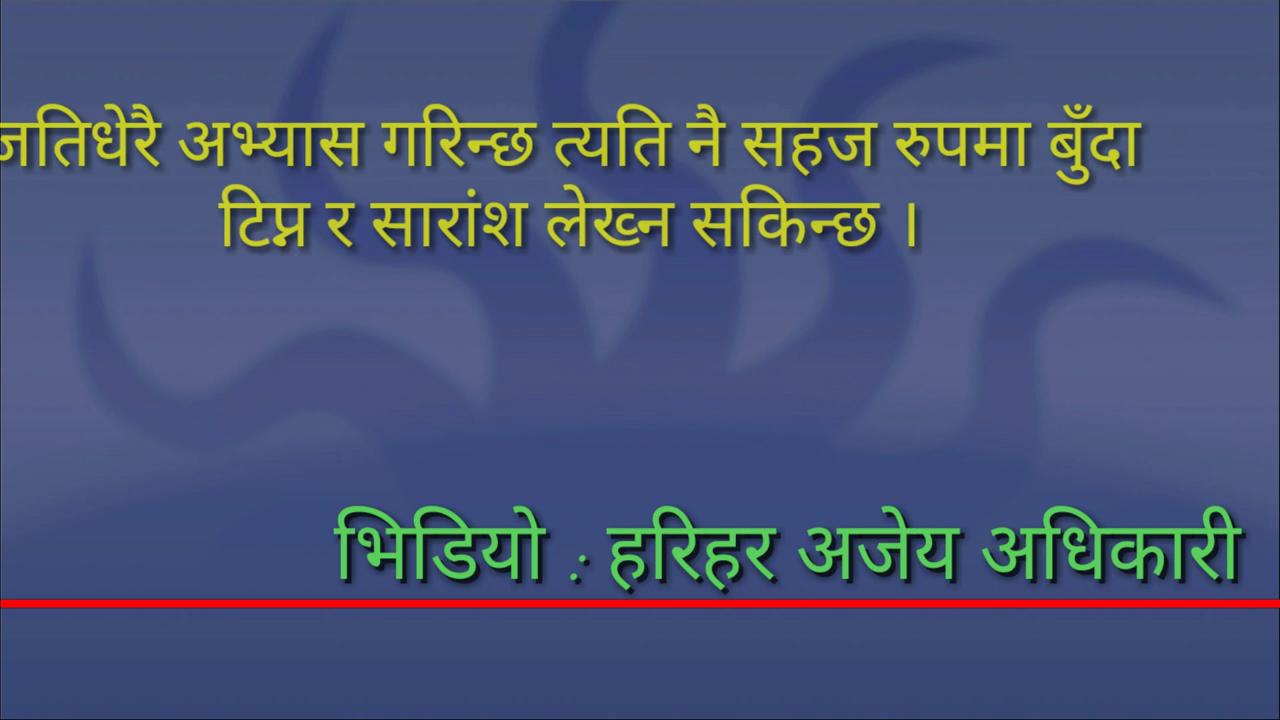 जतिधेरै अभ्यास गरिन्छ त्यति नै सहज रुपमा बुँदा
टिप्न र सारांश लेख्न सकिन्छ ।
भिडियो : हरिहर अजेय अधिकारी